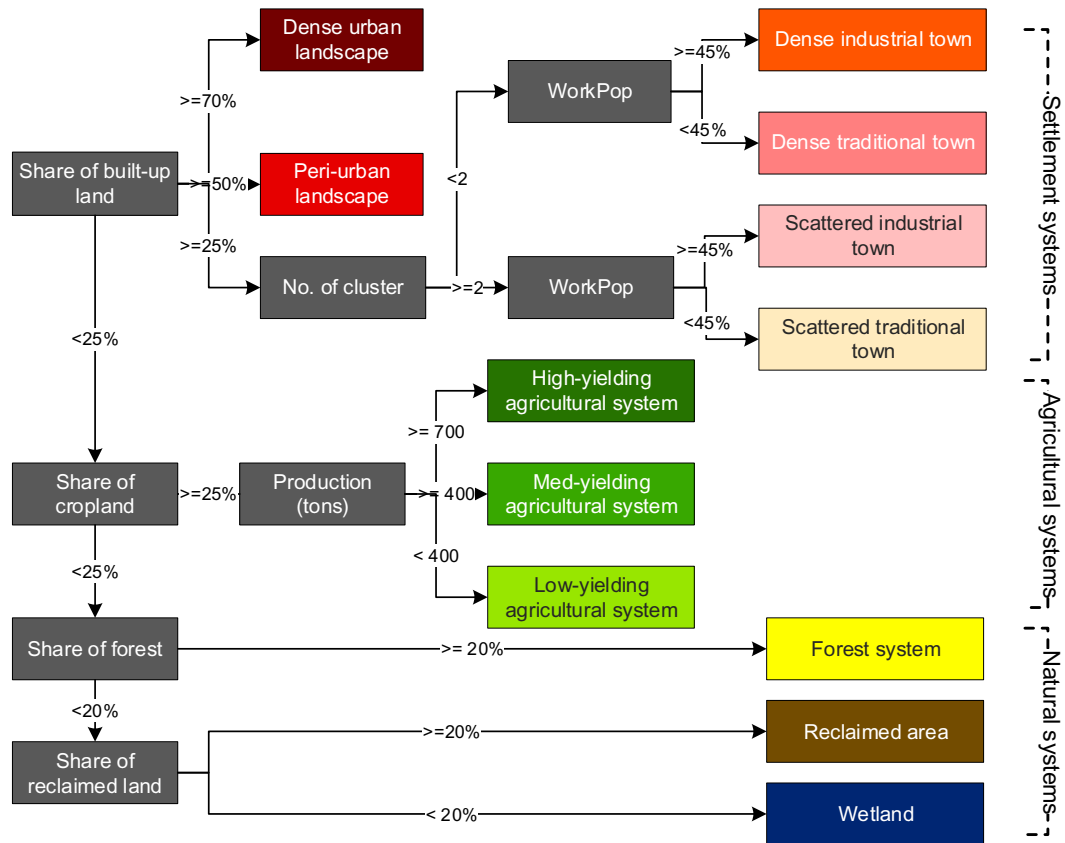 Dense urban
landscape
>=70%
Share of built-up
land
>=50%
Peri-urban
landscape
>=25%
No. of cluster
<2
>=2
WorkPop
>=45%
Dense industrial town
<45%
Dense traditional town
WorkPop
>=45%
Scattered industrial
town
<45%
Scattered traditional
town
Settlement systems
<25%
Share of
cropland
>=25%
Production
(tons)
>= 700
High-yielding
agricultural system
>= 400
Med-yielding
agricultural system
< 400
Low-yielding
agricultural system
Agricultural systems
<25%
Share of forest
>= 20%
Forest system
<20%
Share of
reclaimed land
>=20%
Reclaimed area
< 20%
Wetland
Natural systems